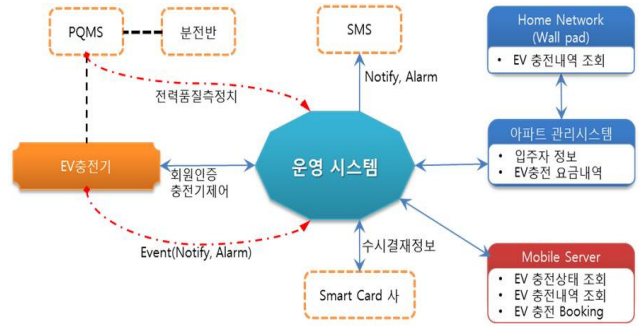 PQMS
분전반
SMS
Home Network
(Wall pad)
• EV 충전내역 조회
Notify, Alarm
전력품질측정치
EV충전기
회원인증
충전기제어
운영 시스템
아파트 관리시스템
• 입주자 정보
• EV충전 요금내역
Event(Notify, Alarm)
수시결재정보
Smart Card 사
Mobile Server
• EV 충전상태 조회
• EV 충전내역 조회
• EV 충전 Booking